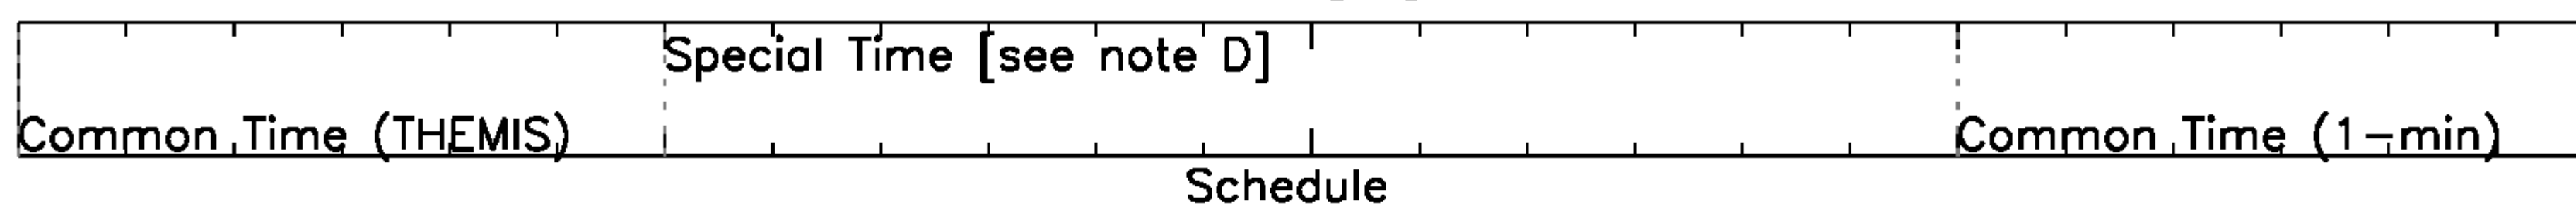 Special Time [see note D]
Common Time (THEMIS)
Common Time (1-min)
Schedule